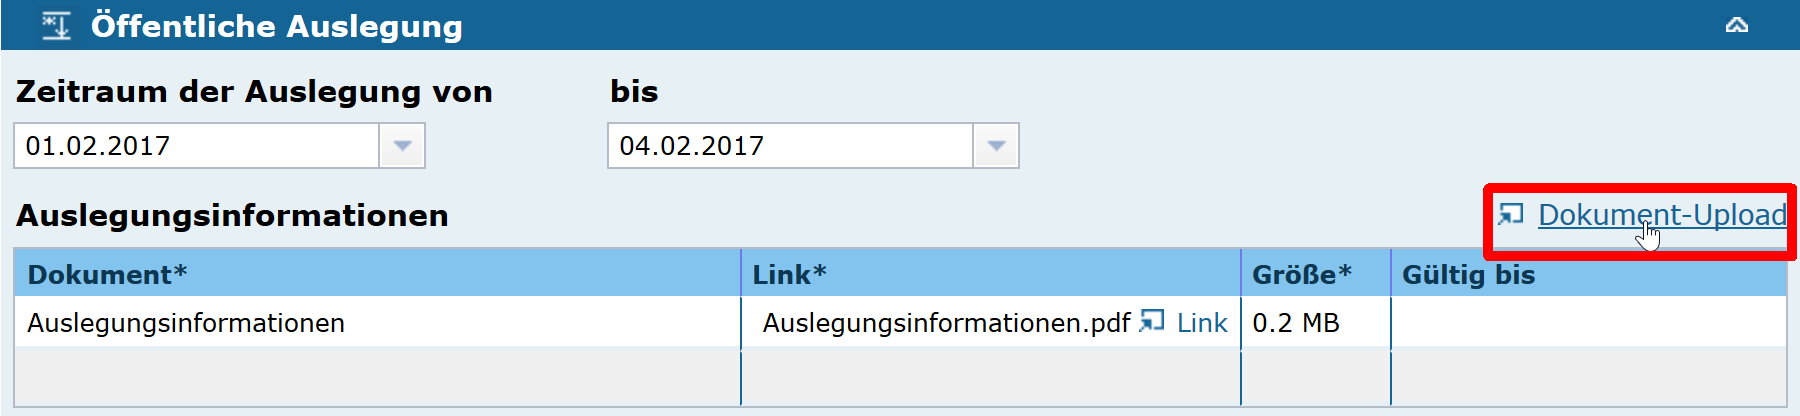 Öffentliche Auslegung
Zeitraum der Auslegung von bis
01.02.2017 04.02.2017
Auslegungsinformationen Dokument-Upload
Dokument* Link* Größe* Gültig bis
Auslegungsinformationen Auslegungsinformationen.pdf Link 0.2 MB